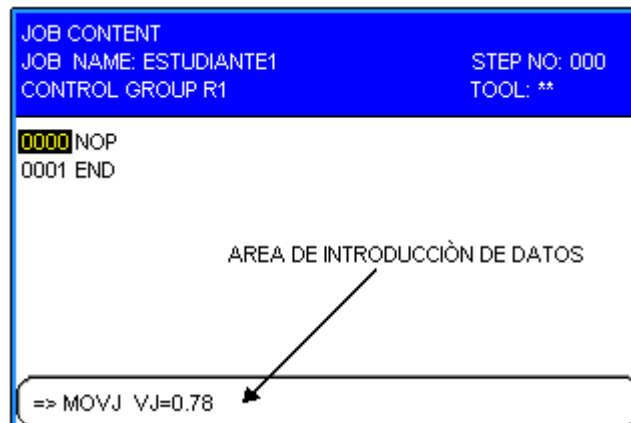 JOB CONTENT
JOB NAME: ESTUDIANTE1 STEP NO: 000
CONTROL GROUP R1 TOOL: **
0000 NOP
0001 END
AREA DE INTRODUCCIÒN DE DATOS
=> MOVJ VJ=0.78